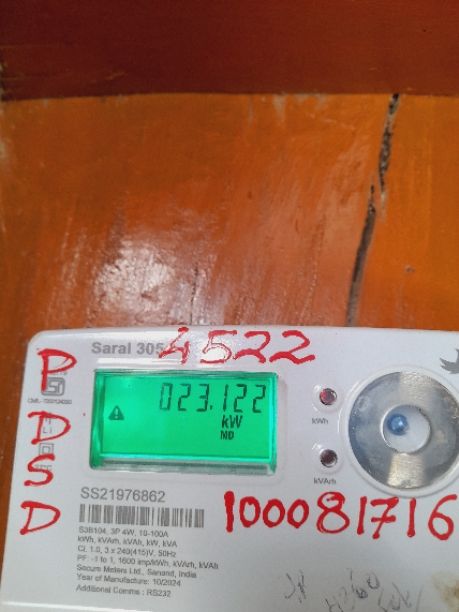 Saral 305
4522
P
D
S
D
023.122
kW
MD
kWh
kVArh
SS21976862
100081716
S3B104, 3P 4W, 10-100A
kWh, kVArh, kVAh, kW, kVA
Cl. 1.0, 3 x 240(415)V, 50Hz
PF: -1 to 1, 1600 imp/kWh, kVArh, kVAh
Secure Meters Ltd., Sanand, India
Year of Manufacture: 10/2024
Additional Comms : RS232